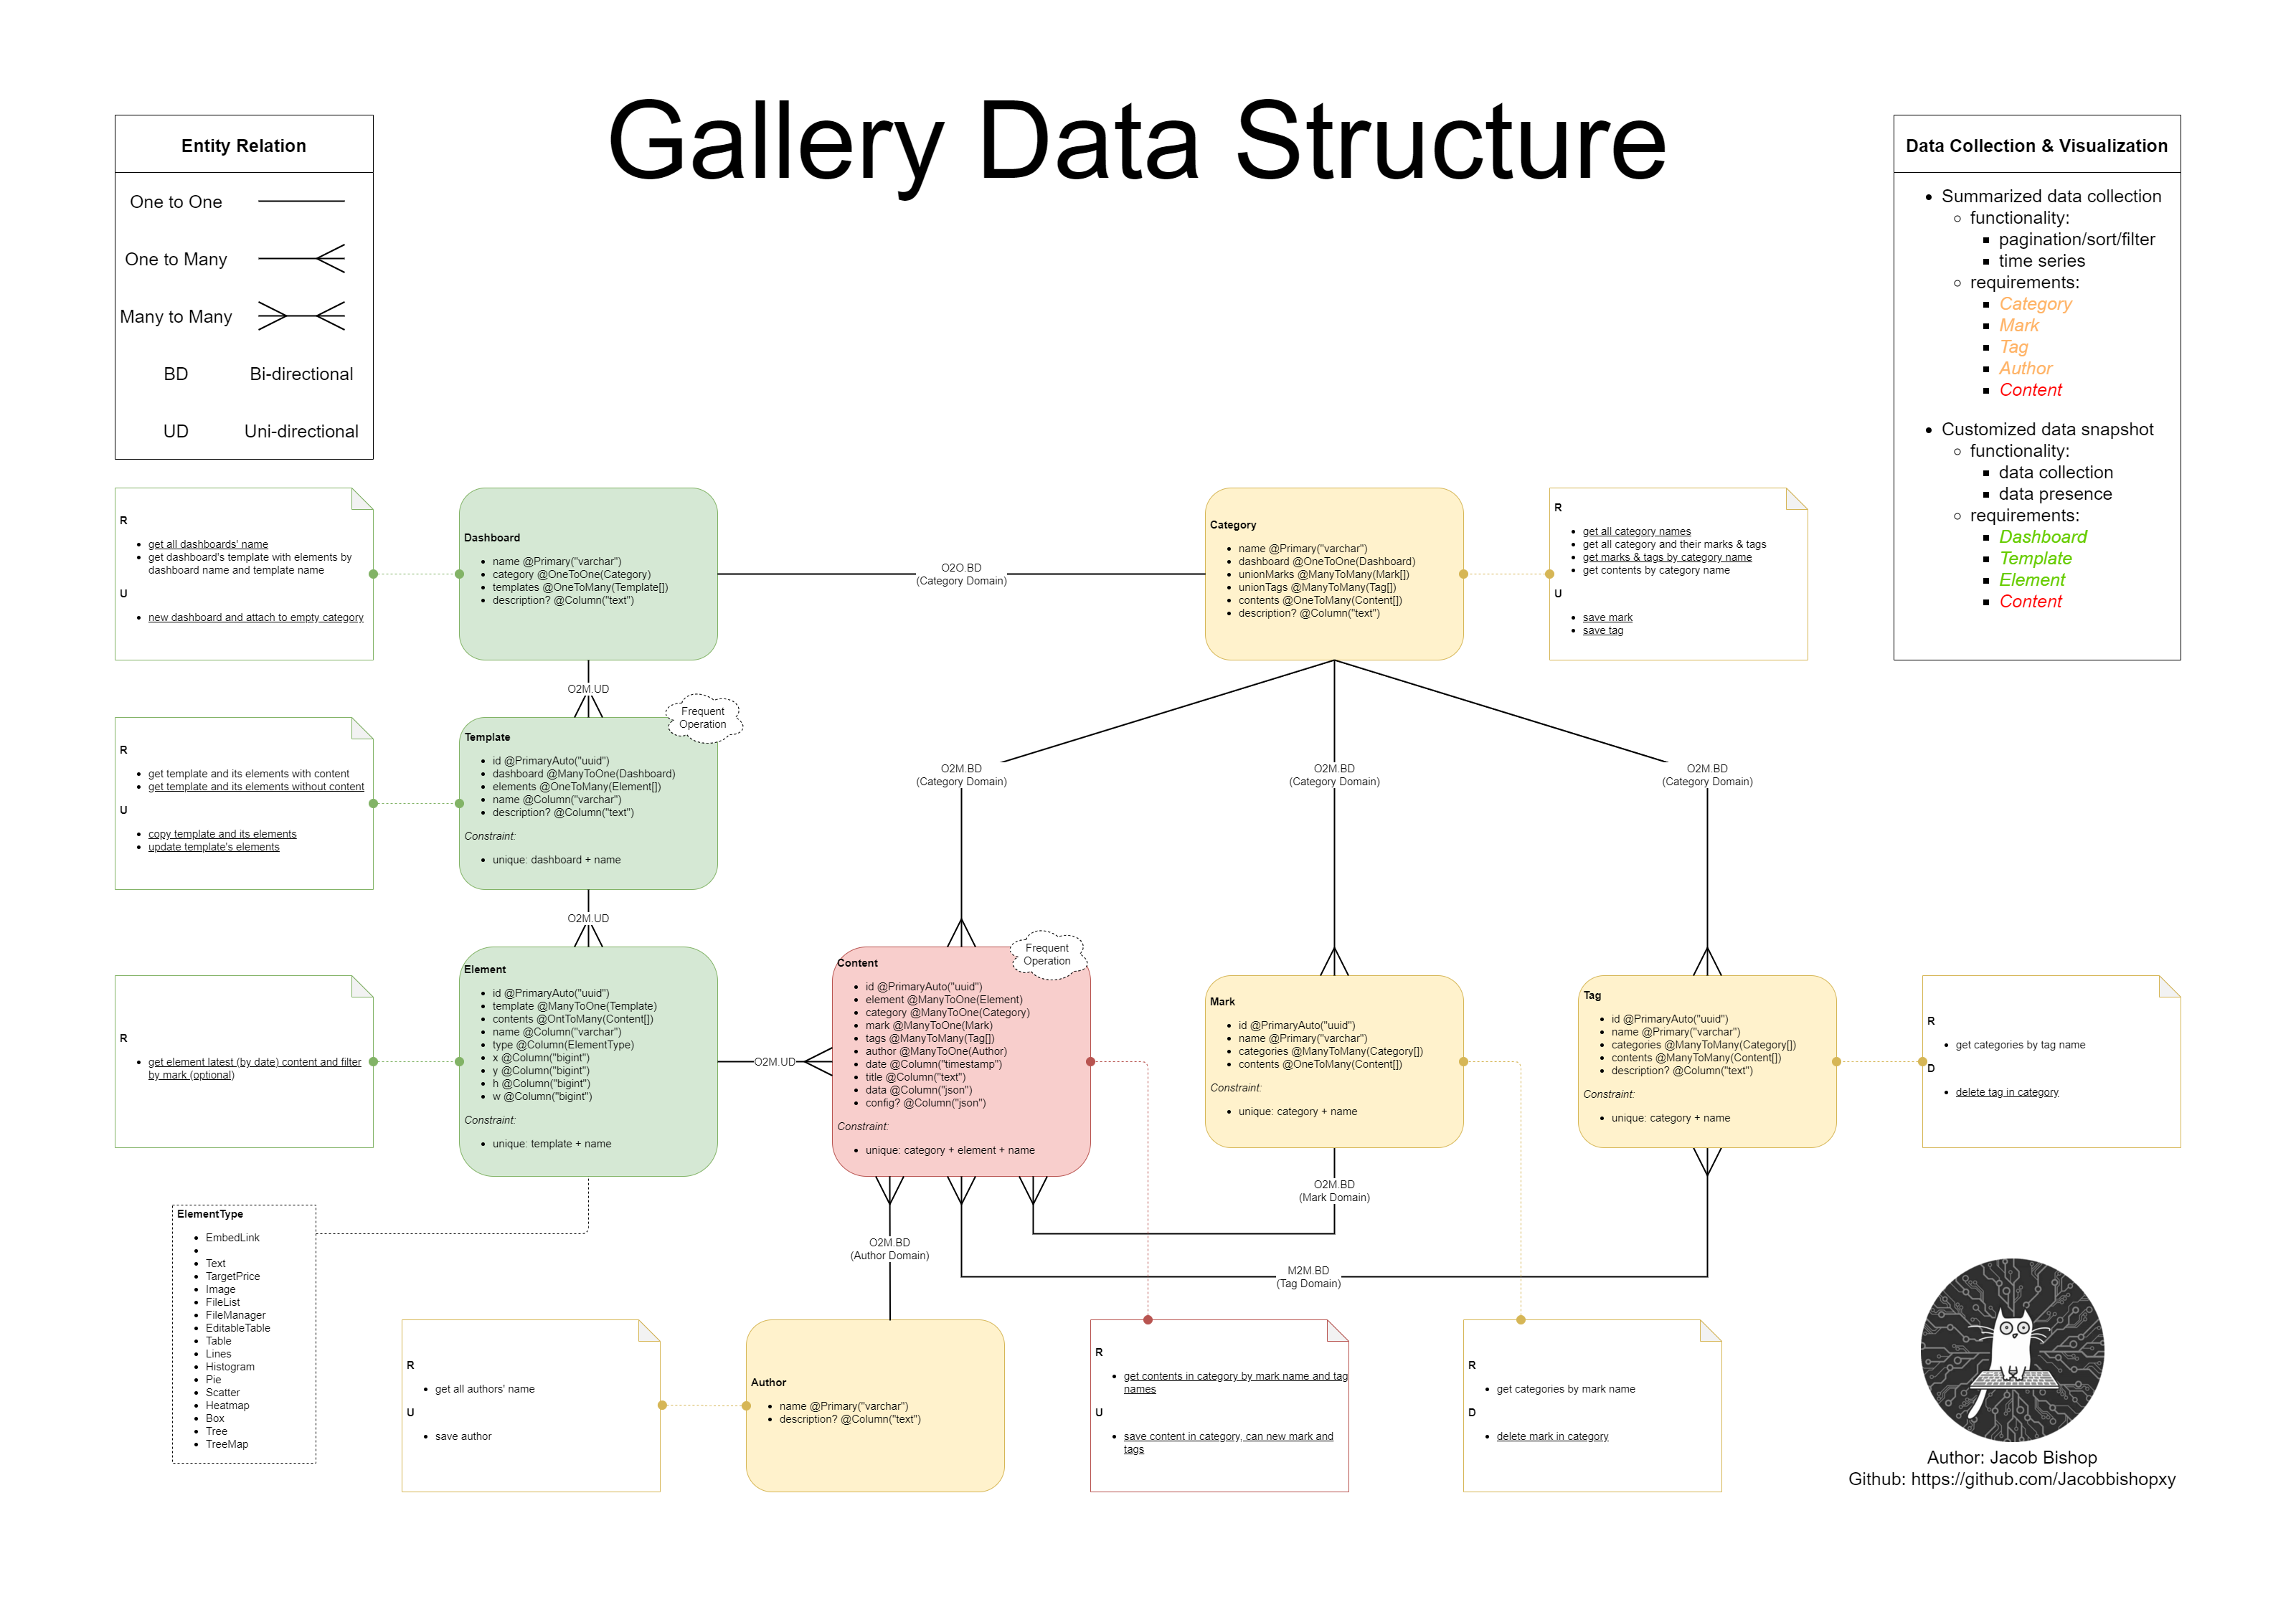 Gallery Data Structure
Entity Relation
One to One
One to Many
Many to Many
BD Bi-directional
UD Uni-directional
Data Collection & Visualization
Summarized data collection
functionality:
pagination/sort/filter
time series
requirements:
Category
Mark
Tag
Author
Content
Customized data snapshot
functionality:
data collection
data presence
requirements:
Dashboard
Template
Element
Content
R
get all dashboards' name
get dashboard's template with elements by
dashboard name and template name
U
new dashboard and attach to empty category
Dashboard
name @Primary("varchar")
category @OneToOne(Category)
templates @OneToMany(Template[])
description? @Column("text")
O2O.BD
(Category Domain)
Category
name @Primary("varchar")
dashboard @OneToOne(Dashboard)
unionMarks @ManyToMany(Mark[])
unionTags @ManyToMany(Tag[])
contents @OneToMany(Content[])
description? @Column("text")
R
get all category names
get all category and their marks & tags
get marks & tags by category name
get contents by category name
U
save mark
save tag
O2M.UD
Frequent
Operation
R
get template and its elements with content
get template and its elements without content
U
copy template and its elements
update template's elements
Template
id @PrimaryAuto("uuid")
dashboard @ManyToOne(Dashboard)
elements @OneToMany(Element[])
name @Column("varchar")
description? @Column("text")
Constraint:
unique: dashboard + name
O2M.BD
(Category Domain)
O2M.BD
(Category Domain)
O2M.BD
(Category Domain)
O2M.UD
R
get element latest (by date) content and filter
by mark (optional)
Element
id @PrimaryAuto("uuid")
template @ManyToOne(Template)
contents @OntToMany(Content[])
name @Column("varchar")
type @Column(ElementType)
x @Column("bigint")
y @Column("bigint")
h @Column("bigint")
w @Column("bigint")
Constraint:
unique: template + name
O2M.UD
Frequent
Operation
Content
id @PrimaryAuto("uuid")
element @ManyToOne(Element)
category @ManyToOne(Category)
mark @ManyToOne(Mark)
tags @ManyToMany(Tag[])
author @ManyToOne(Author)
date @Column("timestamp")
title @Column("text")
data @Column("json")
config? @Column("json")
Constraint:
unique: category + element + name
Mark
id @PrimaryAuto("uuid")
name @Primary("varchar")
categories @ManyToMany(Category[])
contents @OneToMany(Content[])
Constraint:
unique: category + name
Tag
id @PrimaryAuto("uuid")
name @Primary("varchar")
categories @ManyToMany(Category[])
contents @ManyToMany(Content[])
description? @Column("text")
Constraint:
unique: category + name
R
get categories by tag name
D
delete tag in category
O2M.BD
(Mark Domain)
O2M.BD
(Author Domain)
M2M.BD
(Tag Domain)
ElementType
EmbedLink
Text
TargetPrice
Image
FileList
FileManager
EditableTable
Table
Lines
Histogram
Pie
Scatter
Heatmap
Box
Tree
TreeMap
R
get all authors' name
U
save author
Author
name @Primary("varchar")
description? @Column("text")
R
get contents in category by mark name and tag
names
U
save content in category, can new mark and
tags
R
get categories by mark name
D
delete mark in category
Author: Jacob Bishop
Github: https://github.com/Jacobbishopxy